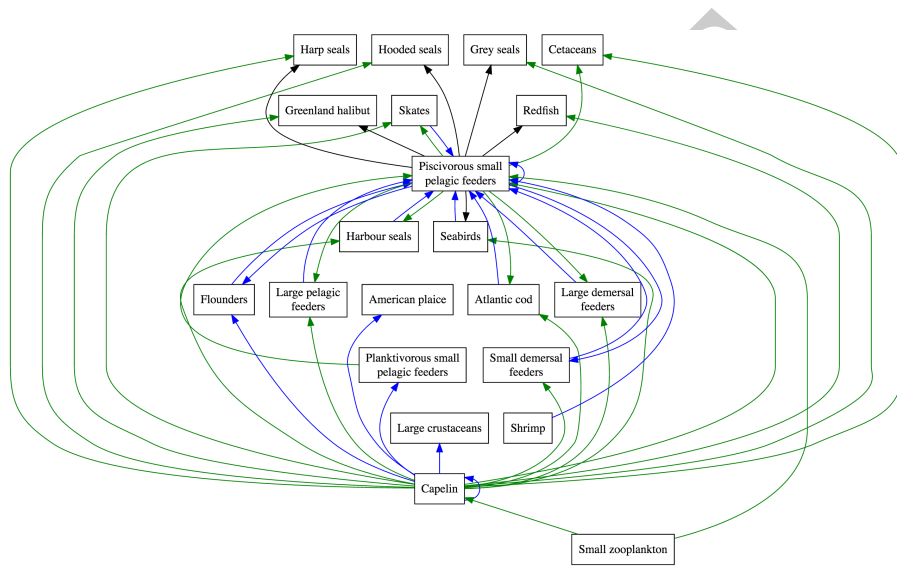 Harp seals
Hooded seals
Grey seals
Cetaceans
Greenland halibut
Skates
Redfish
Piscivorous small
pelagic feeders
Harbour seals
Seabirds
Flounders
Large pelagic
feeders
American plaice
Atlantic cod
Large demersal
feeders
Planktivorous small
pelagic feeders
Small demersal
feeders
Large crustaceans
Shrimp
Capelin
Small zooplankton